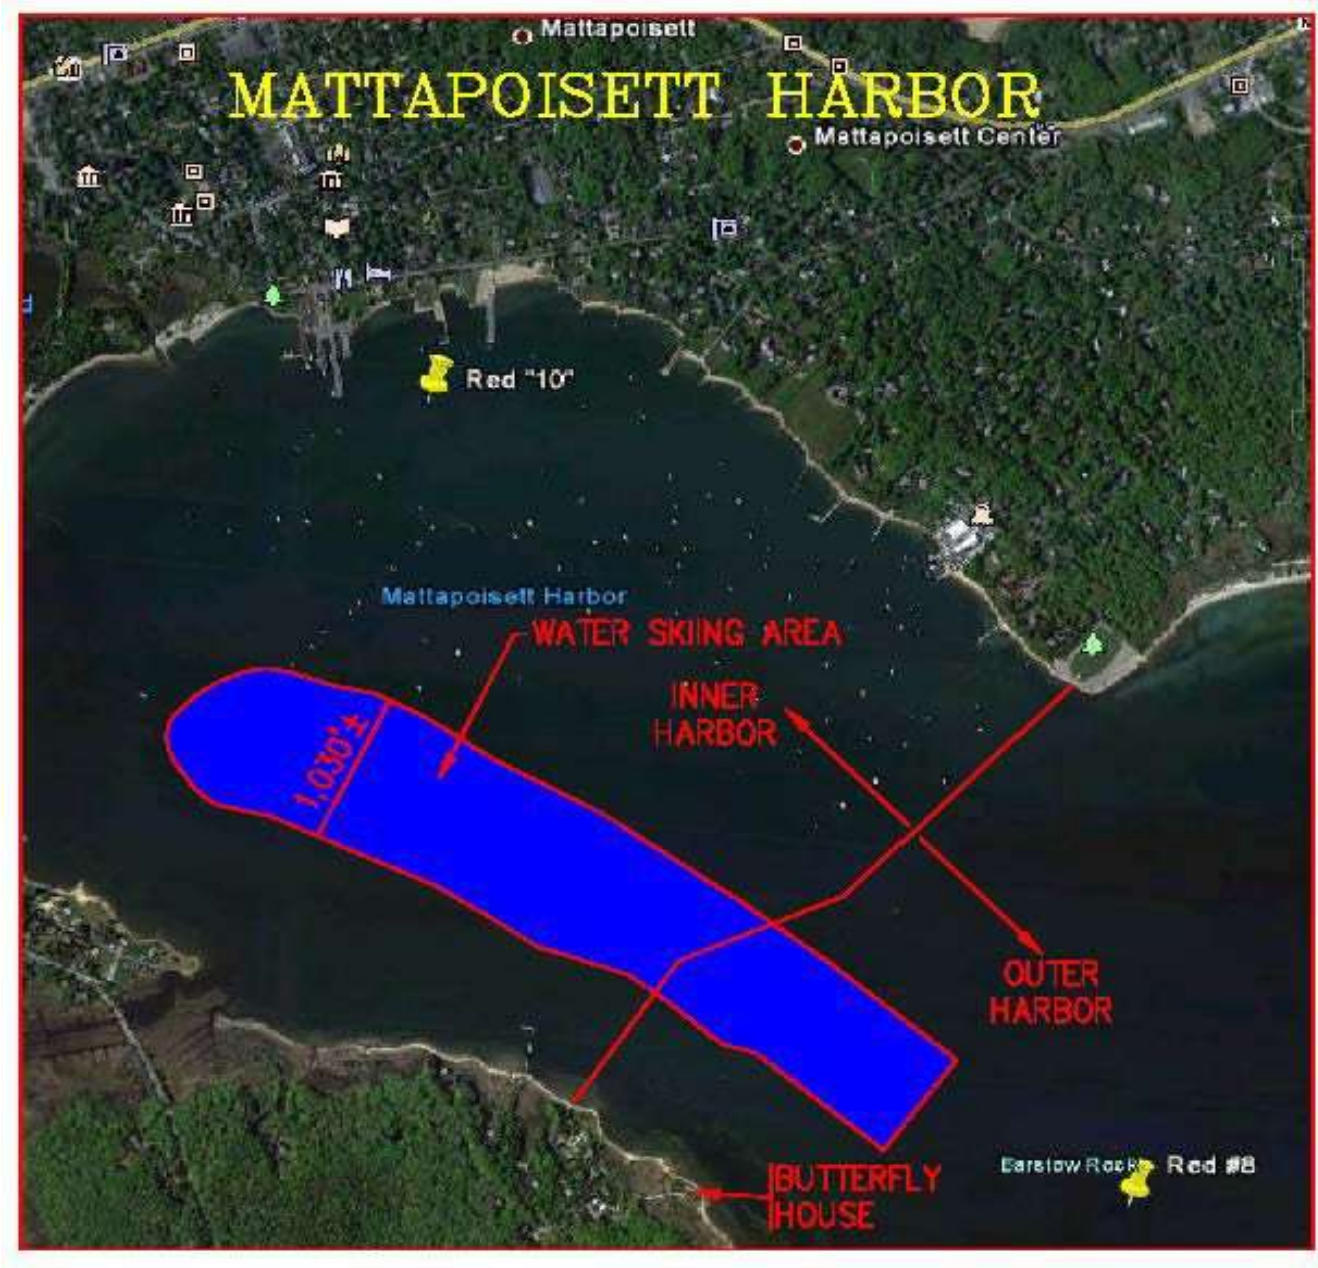 Mattapoisett
MATTAPOISETT HARBOR
Mattapoisett Center
Red "10"
Mattapoisett Harbor
WATER SKIING AREA
INNER
HARBOR
1,030'±
OUTER
HARBOR
Barstow Rock
Red #8
BUTTERFLY
HOUSE